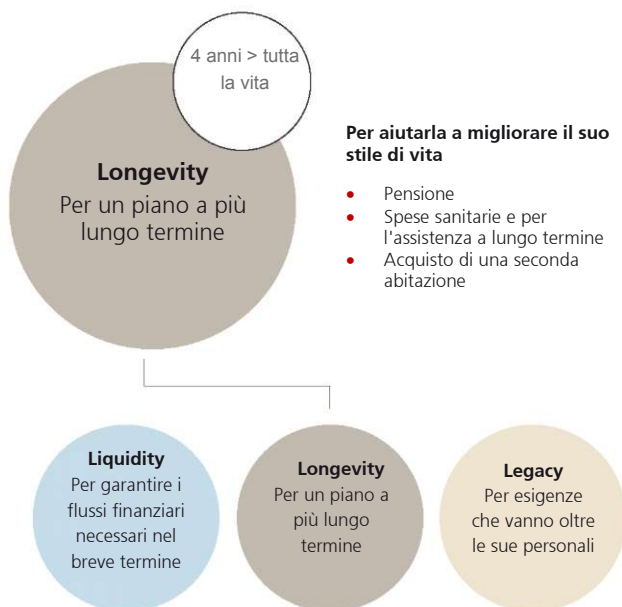 4 anni > tutta
la vita
Longevity
Per un piano a più
lungo termine
Per aiutarla a migliorare il suo
stile di vita
• Pensione
• Spese sanitarie e per
l'assistenza a lungo termine
• Acquisto di una seconda
abitazione
Liquidity
Per garantire i
flussi finanziari
necessari nel
breve termine
Longevity
Per un piano a
più lungo
termine
Legacy
Per esigenze
che vanno oltre
le sue personali